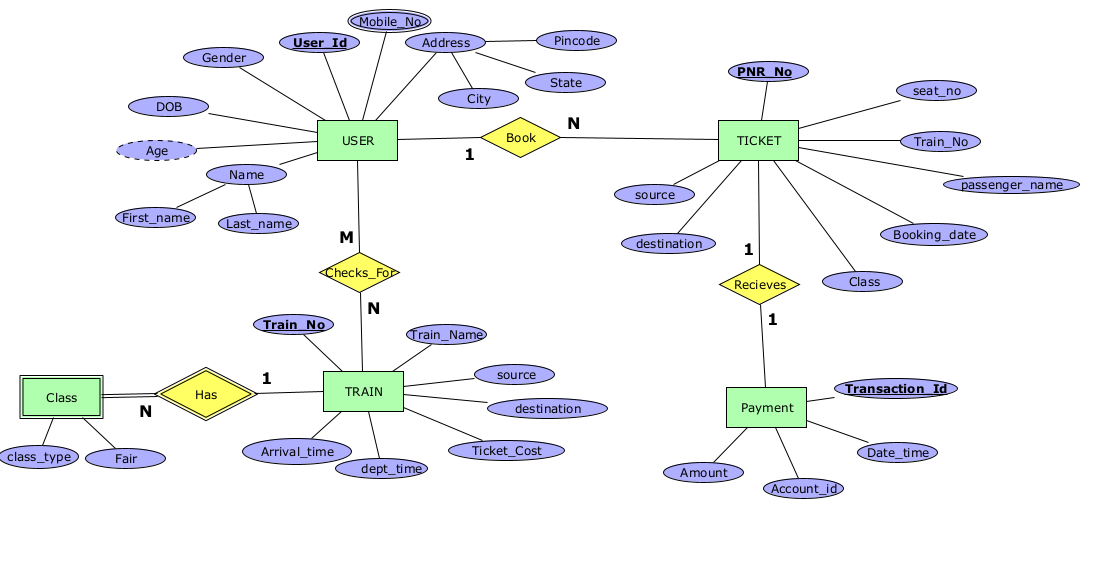 Mobile_No
User_Id
Address
Pincode
Gender
State
City
DOB
USER
Age
Name
First_name
Last_name
Book
1
N
PNR_No
seat_no
TICKET
Train_No
passenger_name
source
destination
Booking_date
Class
1
Recieves
1
M
Checks_For
N
Train_No
Train_Name
source
destination
TRAIN
1
Has
N
Class
class_type
Fair
Arrival_time
dept_time
Ticket_Cost
Payment
Transaction_Id
Date_time
Amount
Account_id